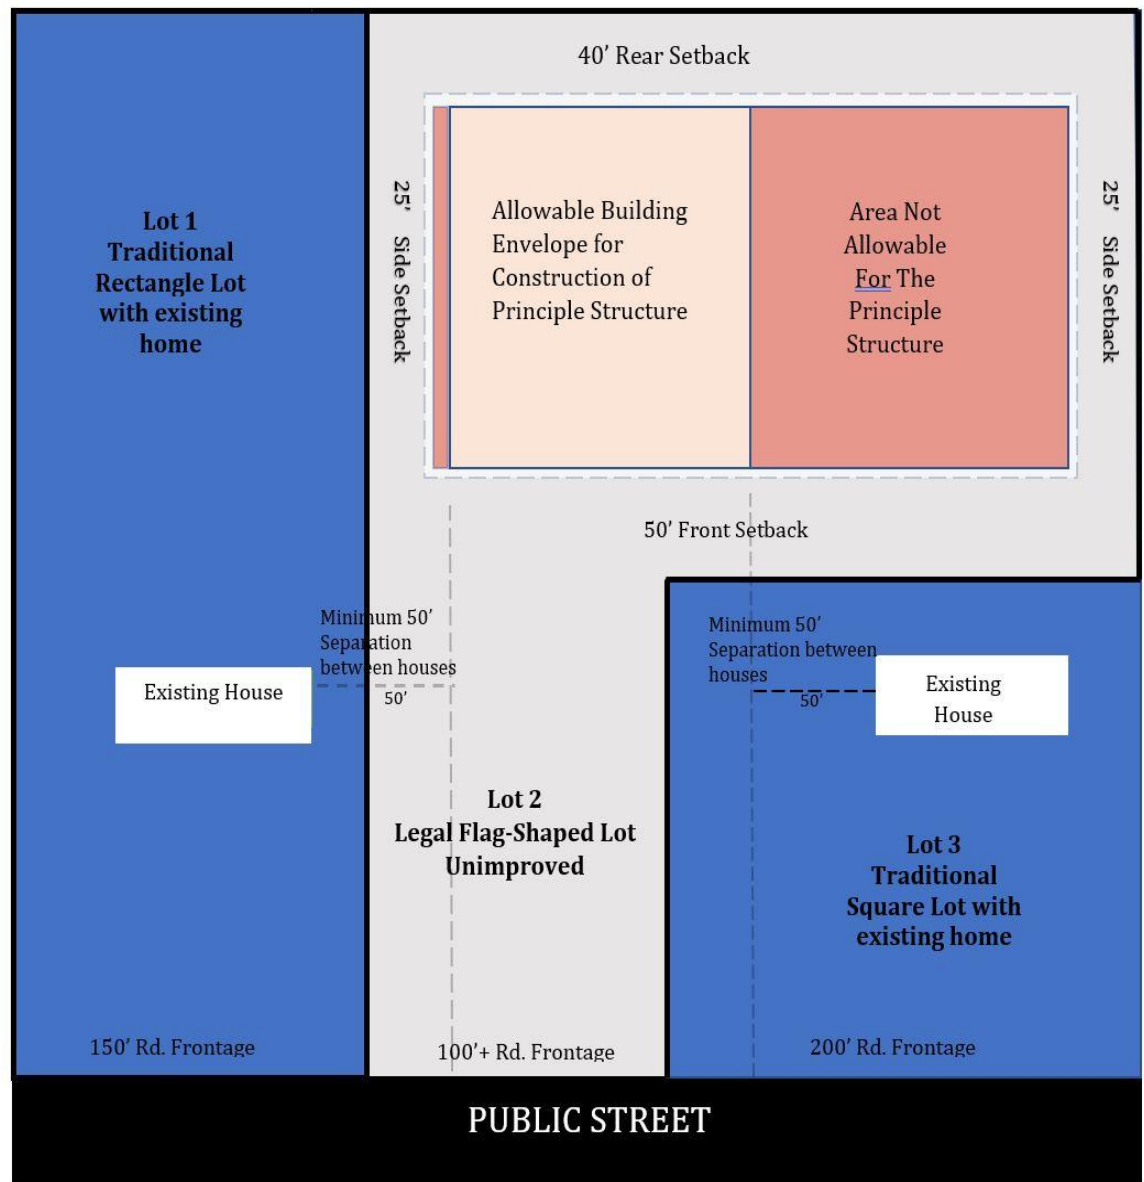 40’ Rear Setback
Lot 1
Traditional
Rectangle Lot
with existing
home
25’ Side Setback
Allowable Building
Envelope for
Construction of
Principle Structure
Area Not
Allowable
For The
Principle
Structure
25’ Side Setback
50’ Front Setback
Minimum 50’
Separation
between houses
50’
Existing House
Minimum 50’
Separation between
houses
50’
Existing
House
Lot 2
Legal Flag-Shaped Lot
Unimproved
Lot 3
Traditional
Square Lot with
existing home
150’ Rd. Frontage
100’+ Rd. Frontage
200’ Rd. Frontage
PUBLIC STREET